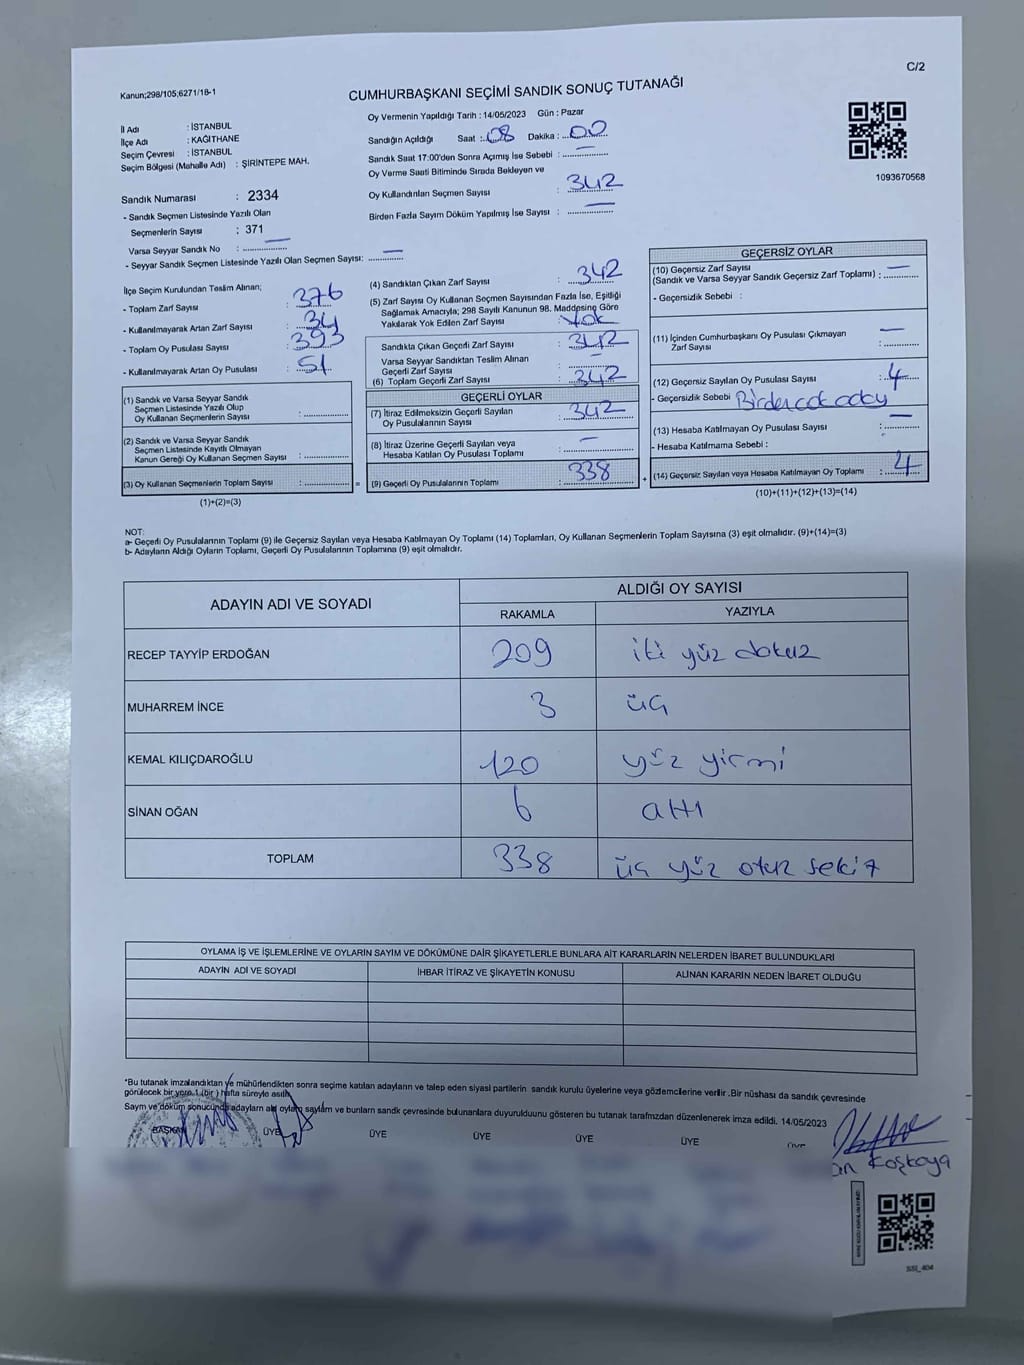 C/2
Kanun;298/105;6271/18-1
CUMHURBAŞKANI SEÇİMİ SANDIK SONUÇ TUTANAĞI
Oy Vermenin Yapıldığı Tarih : 14/05/2023 Gün : Pazar
İl Adı : İSTANBUL
İlçe Adı : KAĞITHANE
Seçim Çevresi : İSTANBUL
Seçim Bölgesi (Mahalle Adı) : ŞİRİNTEPE MAH.
Sandığın Açıldığı Saat : 08 Dakika : 00
Sandık Saat 17:00'den Sonra Açımış İse Sebebi : —
Oy Verme Saati Bitiminde Sırada Bekleyen ve
Oy Kullandırılan Seçmen Sayısı : 342
Birden Fazla Sayım Döküm Yapılmış İse Sayısı : —
1093670568
Sandık Numarası : 2334
- Sandık Seçmen Listesinde Yazılı Olan
Seçmenlerin Sayısı : 371
Varsa Seyyar Sandık No : —
- Seyyar Sandık Seçmen Listesinde Yazılı Olan Seçmen Sayısı: —
İlçe Seçim Kurulundan Teslim Alınan;
- Toplam Zarf Sayısı : 376
- Kullanılmayarak Artan Zarf Sayısı : 34
- Toplam Oy Pusulası Sayısı : 393
- Kullanılmayarak Artan Oy Pusulası : 51
(1) Sandık ve Varsa Seyyar Sandık
Seçmen Listesinde Yazılı Olup
Oy Kullanan Seçmenlerin Sayısı :
(2) Sandık ve Varsa Seyyar Sandık
Seçmen Listesinde Kayıtlı Olmayan
Kanun Gereği Oy Kullanan Seçmen Sayısı :
(3) Oy Kullanan Seçmenlerin Toplam Sayısı : =
(1)+(2)=(3)
(4) Sandıktan Çıkan Zarf Sayısı : 342
(5) Zarf Sayısı Oy Kullanan Seçmen Sayısından Fazla İse, Eşitliği
Sağlamak Amacıyla; 298 Sayılı Kanunun 98. Maddesine Göre
Yakılarak Yok Edilen Zarf Sayısı : Yok
Sandıkta Çıkan Geçerli Zarf Sayısı : 342
Varsa Seyyar Sandıktan Teslim Alınan
Geçerli Zarf Sayısı : —
(6) Toplam Geçerli Zarf Sayısı : 342
GEÇERLİ OYLAR
(7) İtiraz Edilmeksizin Geçerli Sayılan
Oy Pusulalarının Sayısı : 342
(8) İtiraz Üzerine Geçerli Sayılan veya
Hesaba Katılan Oy Pusulası Toplamı : —
(9) Geçerli Oy Pusulalarının Toplamı : 338 +
GEÇERSİZ OYLAR
(10) Geçersiz Zarf Sayısı
(Sandık ve Varsa Seyyar Sandık Geçersiz Zarf Toplamı) : —
- Geçersizlik Sebebi :
(11) İçinden Cumhurbaşkanı Oy Pusulası Çıkmayan
Zarf Sayısı : —
(12) Geçersiz Sayılan Oy Pusulası Sayısı : 4
- Geçersizlik Sebebi
(13) Hesaba Katılmayan Oy Pusulası Sayısı : —
- Hesaba Katılmama Sebebi :
(14) Geçersiz Sayılan veya Hesaba Katılmayan Oy Toplamı : 4
(10)+(11)+(12)+(13)=(14)
NOT:
a- Geçerli Oy Pusulalarının Toplamı (9) ile Geçersiz Sayılan veya Hesaba Katılmayan Oy Toplamı (14) Toplamları, Oy Kullanan Seçmenlerin Toplam Sayısına (3) eşit olmalıdır. (9)+(14)=(3)
b- Adayların Aldığı Oyların Toplamı, Geçerli Oy Pusulalarının Toplamına (9) eşit olmalıdır.
ADAYIN ADI VE SOYADI
ALDIĞI OY SAYISI
RAKAMLA YAZIYLA
RECEP TAYYİP ERDOĞAN 209 iki yüz dokuz
MUHARREM İNCE 3 üç
KEMAL KILIÇDAROĞLU 120 yüz yirmi
SİNAN OĞAN 6 altı
TOPLAM 338 üç yüz otuz sekiz
OYLAMA İŞ VE İŞLEMLERİNE VE OYLARIN SAYIM VE DÖKÜMÜNE DAİR ŞİKAYETLERLE BUNLARA AİT KARARLARIN NELERDEN İBARET BULUNDUKLARI
ADAYIN ADI VE SOYADI İHBAR İTİRAZ VE ŞİKAYETİN KONUSU ALINAN KARARIN NEDEN İBARET OLDUĞU
*Bu tutanak imzalandıktan ve mühürlendikten sonra seçime katılan adayların ve talep eden siyasi partilerin sandık kurulu üyelerine veya gözlemcilerine verilir.Bir nüshası da sandık çevresinde
görülecek bir yere 1 (bir ) hafta süreyle asılır.
Sayım ve döküm sonucunda adayların aldığı oyların sayısını ve bunların sandık çevresinde bulunanlara duyurulduğunu gösteren bu tutanak tarafımızdan düzenlenerek imza edildi. 14/05/2023
BAŞKAN ÜYE ÜYE ÜYE ÜYE ÜYE ÜYE
Koşkaya
SSI_404